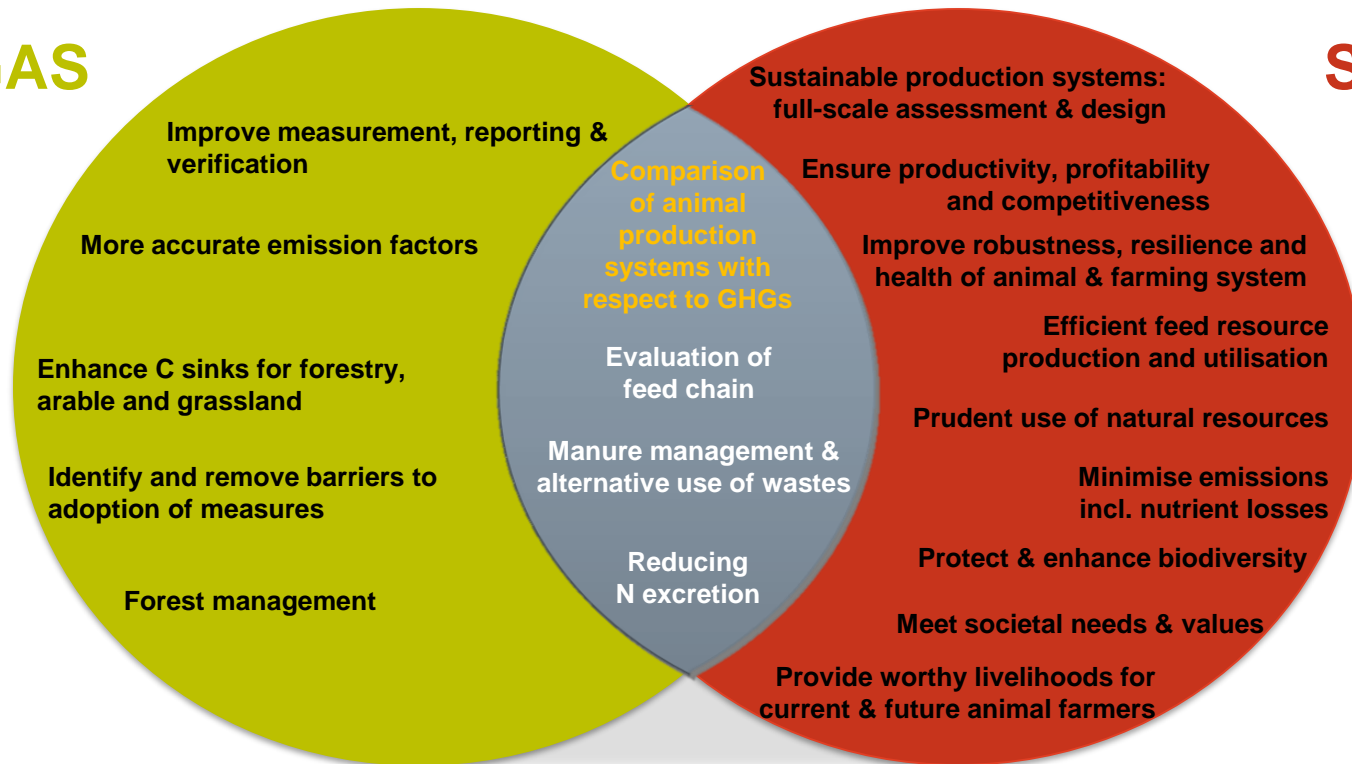 GAS
S
Improve measurement, reporting &
verification
More accurate emission factors
Enhance C sinks for forestry,
arable and grassland
Identify and remove barriers to
adoption of measures
Forest management
Comparison
of animal
production
systems with
respect to GHGs
Evaluation of
feed chain
Manure management &
alternative use of wastes
Reducing
N excretion
Sustainable production systems:
full-scale assessment & design
Ensure productivity, profitability
and competitiveness
Improve robustness, resilience and
health of animal & farming system
Efficient feed resource
production and utilisation
Prudent use of natural resources
Minimise emissions
incl. nutrient losses
Protect & enhance biodiversity
Meet societal needs & values
Provide worthy livelihoods for
current & future animal farmers